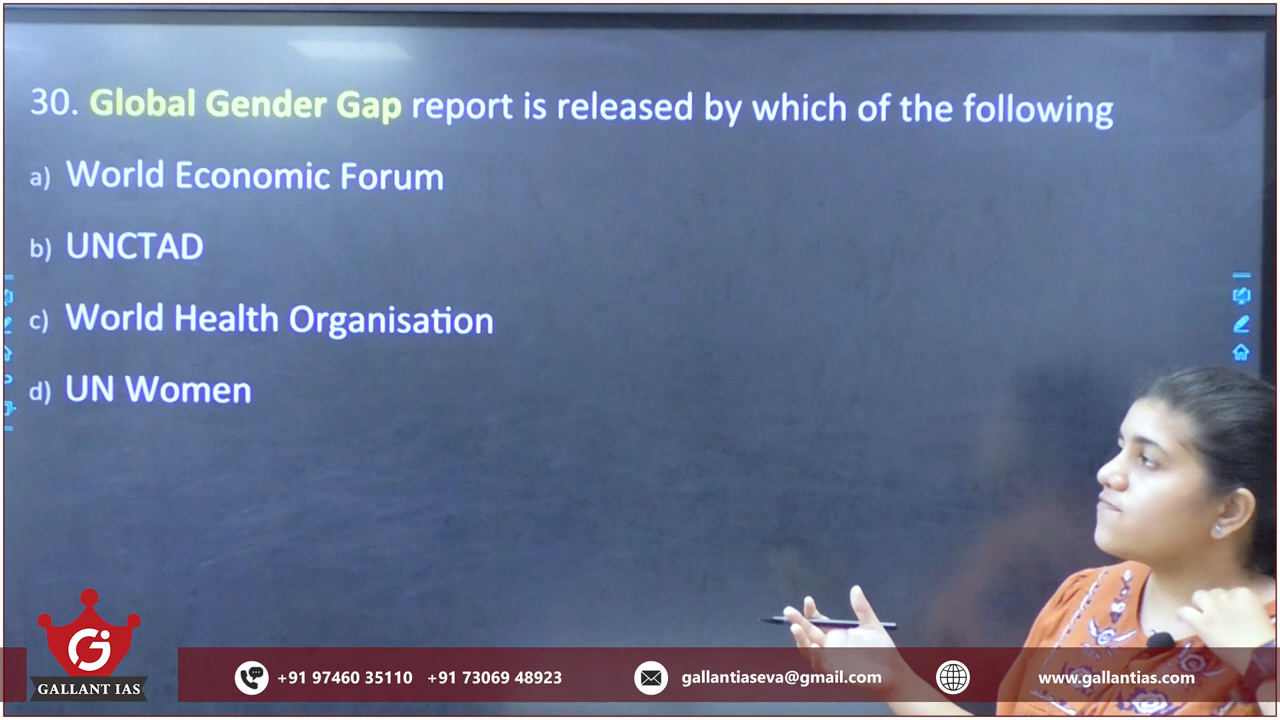 30. Global Gender Gap report is released by which of the following
a) World Economic Forum
b) UNCTAD
c) World Health Organisation
d) UN Women
GALLANT IAS
+91 97460 35110 +91 73069 48923
gallantiaseva@gmail.com
www.gallantias.com